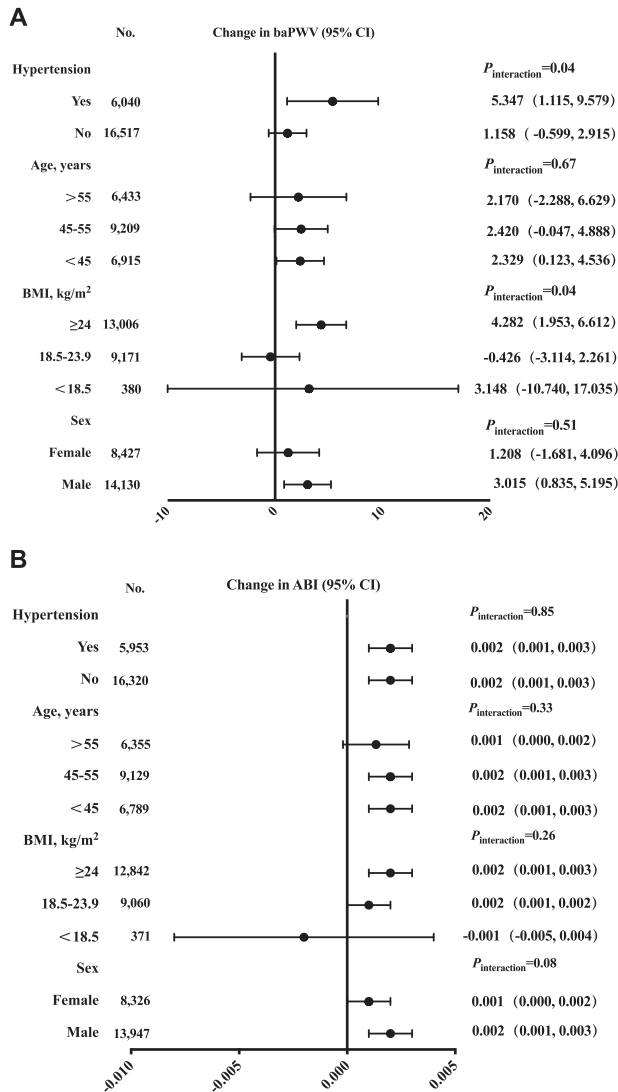 A
No. Change in baPWV (95% CI)
Hypertension Pinteraction=0.04
Yes 6,040 5.347 (1.115, 9.579)
No 16,517 1.158 ( -0.599, 2.915)
Age, years Pinteraction=0.67
>55 6,433 2.170 (-2.288, 6.629)
45-55 9,209 2.420 (-0.047, 4.888)
<45 6,915 2.329 (0.123, 4.536)
BMI, kg/m² Pinteraction=0.04
≥24 13,006 4.282 (1.953, 6.612)
18.5-23.9 9,171 -0.426 (-3.114, 2.261)
<18.5 380 3.148 (-10.740, 17.035)
Sex Pinteraction=0.51
Female 8,427 1.208 (-1.681, 4.096)
Male 14,130 3.015 (0.835, 5.195)
-10 0 10 20
B
No. Change in ABI (95% CI)
Hypertension Pinteraction=0.85
Yes 5,953 0.002 (0.001, 0.003)
No 16,320 0.002 (0.001, 0.003)
Age, years Pinteraction=0.33
>55 6,355 0.001 (0.000, 0.002)
45-55 9,129 0.002 (0.001, 0.003)
<45 6,789 0.002 (0.001, 0.003)
BMI, kg/m² Pinteraction=0.26
≥24 12,842 0.002 (0.001, 0.003)
18.5-23.9 9,060 0.002 (0.001, 0.002)
<18.5 371 -0.001 (-0.005, 0.004)
Sex Pinteraction=0.08
Female 8,326 0.001 (0.000, 0.002)
Male 13,947 0.002 (0.001, 0.003)
-0.010 -0.005 0.000 0.005